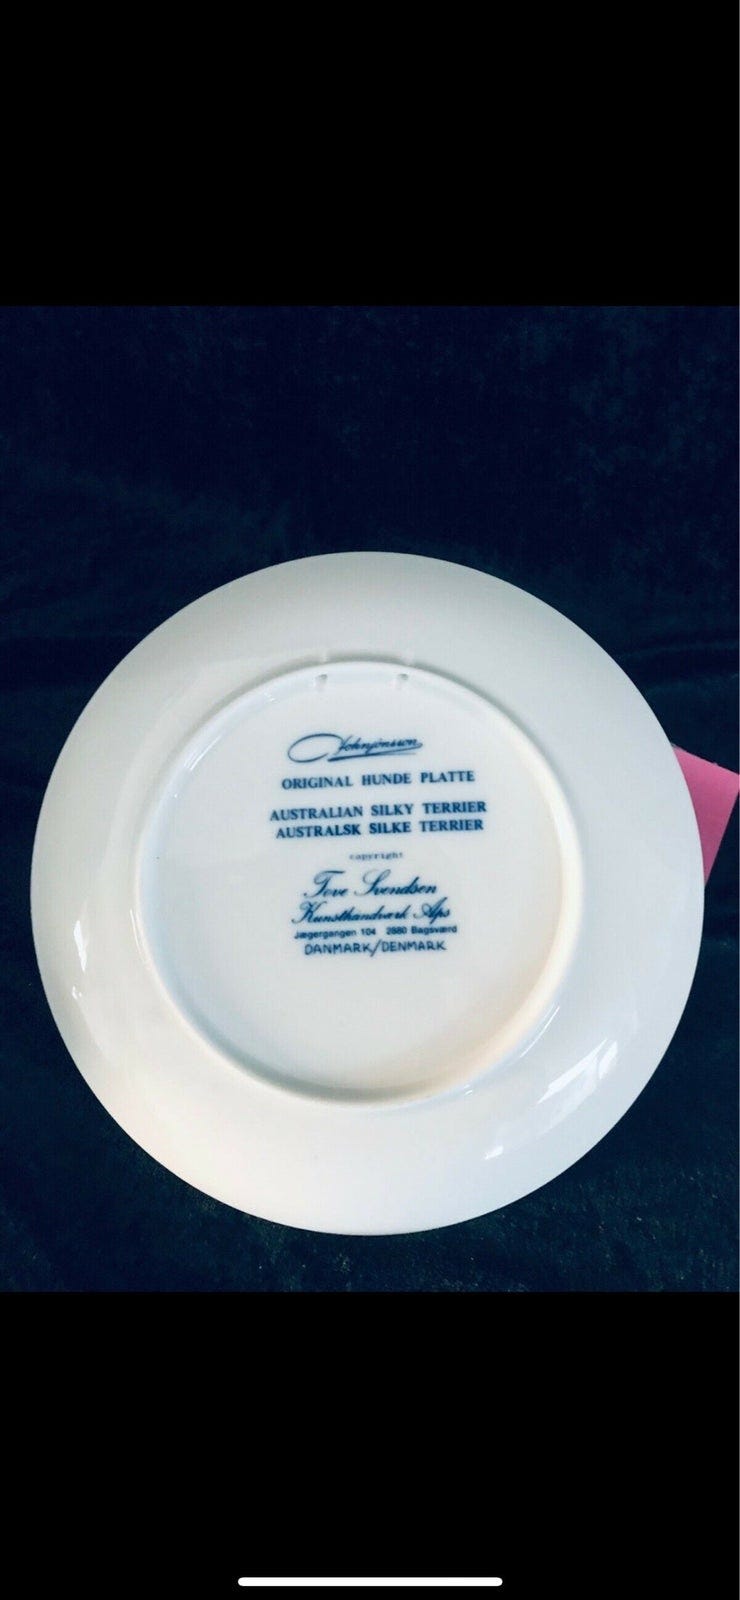 Johnjönsson
ORIGINAL HUNDE PLATTE
AUSTRALIAN SILKY TERRIER
AUSTRALSK SILKE TERRIER
copyright
Tove Svendsen
Kunsthandværk Aps
Jægergangen 104 2880 Bagsværd
DANMARK/DENMARK